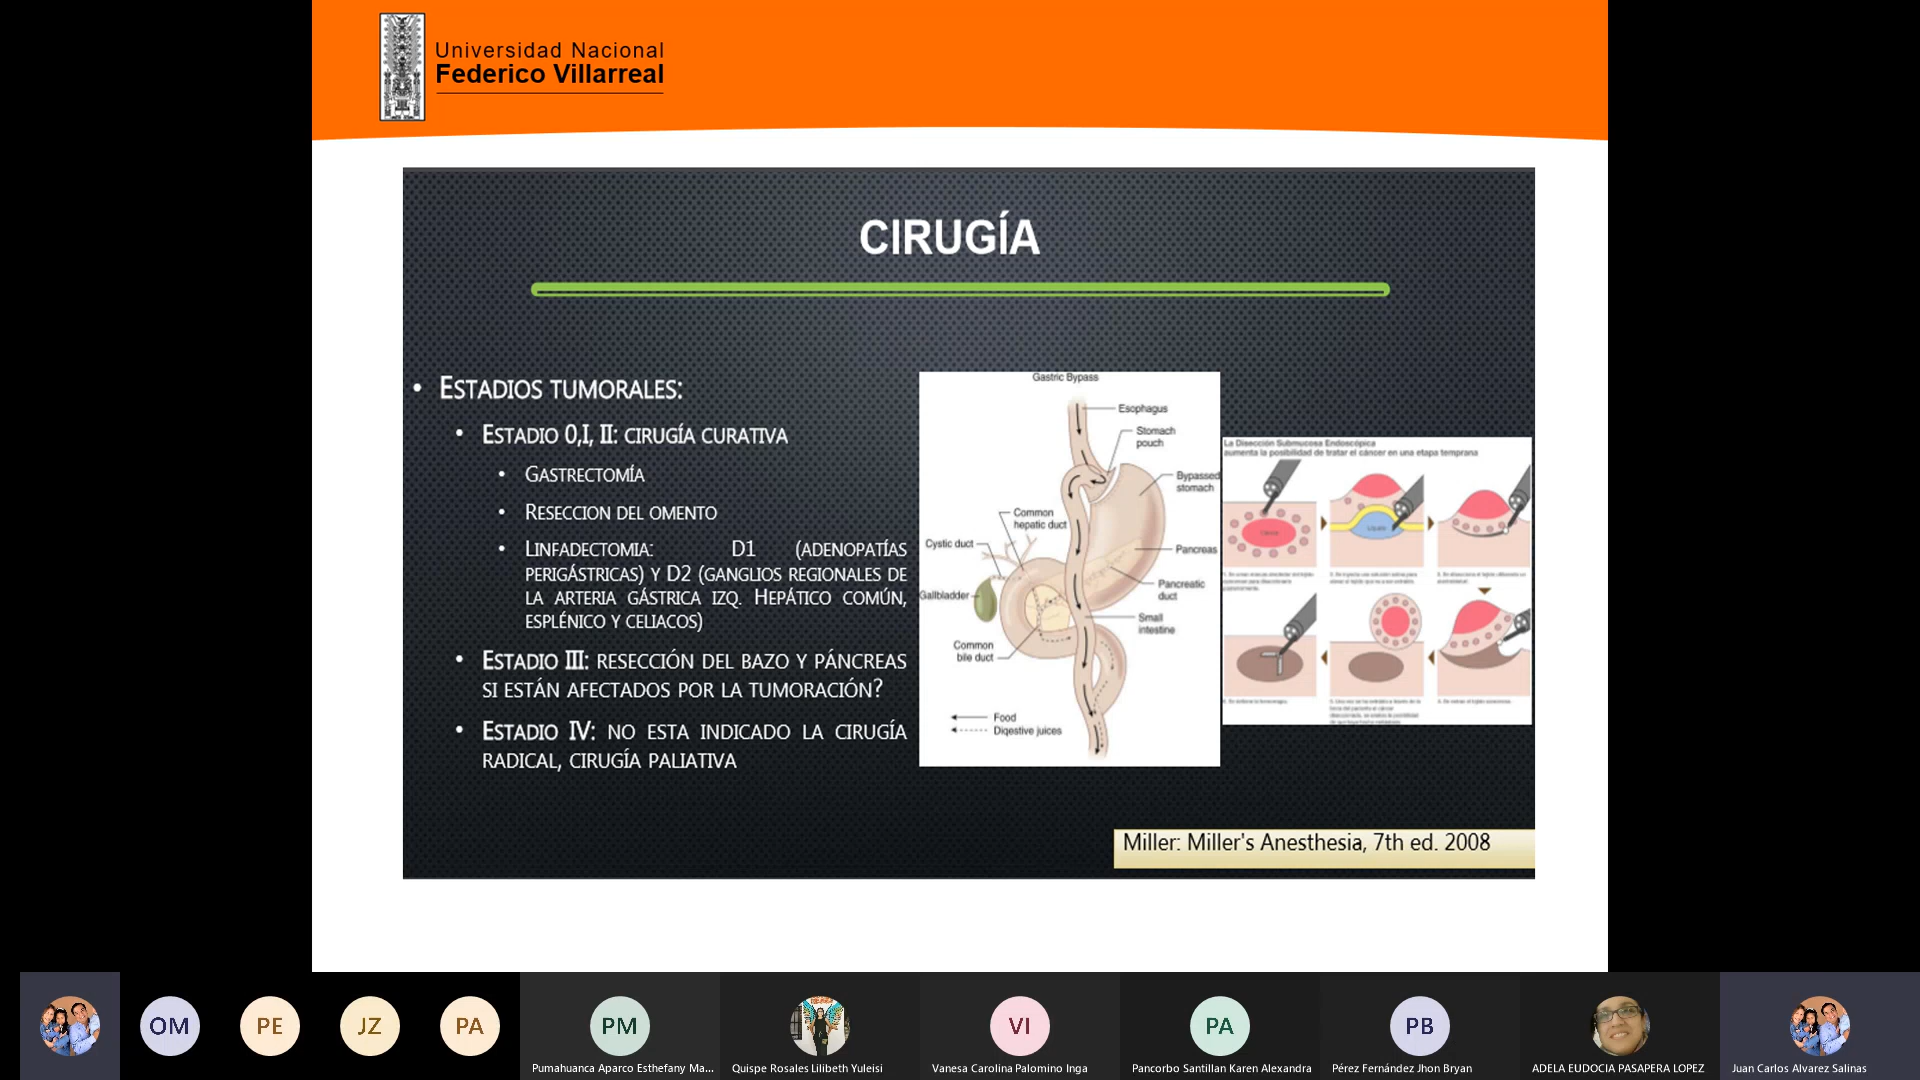 Universidad Nacional
Federico Villarreal
CIRUGÍA
• ESTADIOS TUMORALES:
• ESTADIO 0,I, II: CIRUGÍA CURATIVA
• GASTRECTOMÍA
• RESECCION DEL OMENTO
• LINFADECTOMIA: D1 (ADENOPATÍAS
PERIGÁSTRICAS) Y D2 (GANGLIOS REGIONALES DE
LA ARTERIA GÁSTRICA IZQ. HEPÁTICO COMÚN,
ESPLÉNICO Y CELIACOS)
• ESTADIO III: RESECCIÓN DEL BAZO Y PÁNCREAS
SI ESTÁN AFECTADOS POR LA TUMORACIÓN?
• ESTADIO IV: NO ESTA INDICADO LA CIRUGÍA
RADICAL, CIRUGÍA PALIATIVA
Gastric Bypass
Esophagus
Stomach
pouch
Bypassed
stomach
Common
hepatic duct
Cystic duct
Pancreas
Pancreatic
duct
Gallbladder
Small
intestine
Common
bile duct
Food
Digestive juices
La Disección Submucosa Endoscópica
aumenta la posibilidad de tratar el cáncer en una etapa temprana
Miller: Miller's Anesthesia, 7th ed. 2008
OM
PE
JZ
PA
PM
VI
PA
PB
Pumahuanca Aparco Esthefany Ma...
Quispe Rosales Lilibeth Yuleisi
Vanesa Carolina Palomino Inga
Pancorbo Santillan Karen Alexandra
Pérez Fernández Jhon Bryan
ADELA EUDOCIA PASAPERA LOPEZ
Juan Carlos Alvarez Salinas